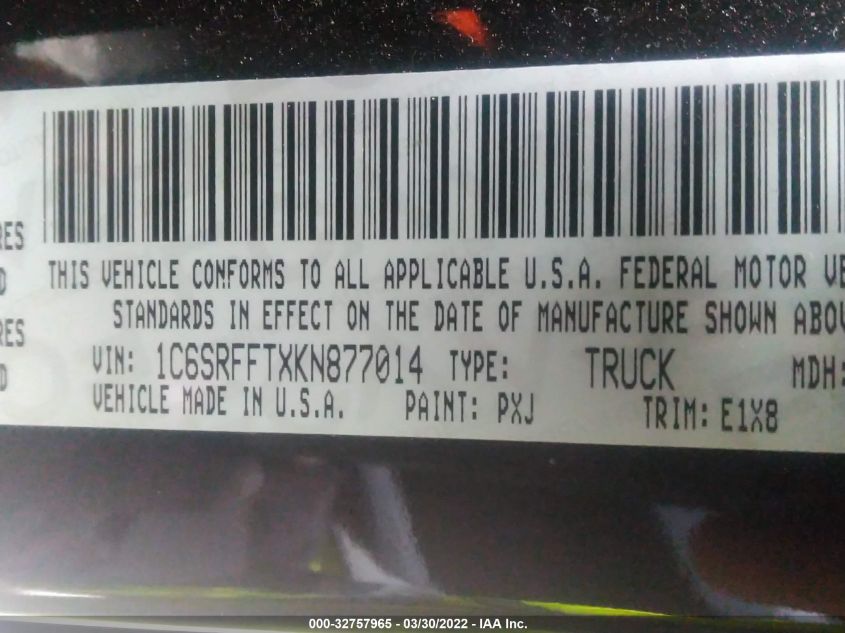 RES
D
THIS VEHICLE CONFORMS TO ALL APPLICABLE U.S.A. FEDERAL MOTOR VE
STANDARDS IN EFFECT ON THE DATE OF MANUFACTURE SHOWN ABOV
RES
D
VIN: 1C6SRFFTXKN877014 TYPE: TRUCK MDH:
VEHICLE MADE IN U.S.A. PAINT: PXJ TRIM: E1X8
000-32757965 / 03/30/2022 - IAA Inc.